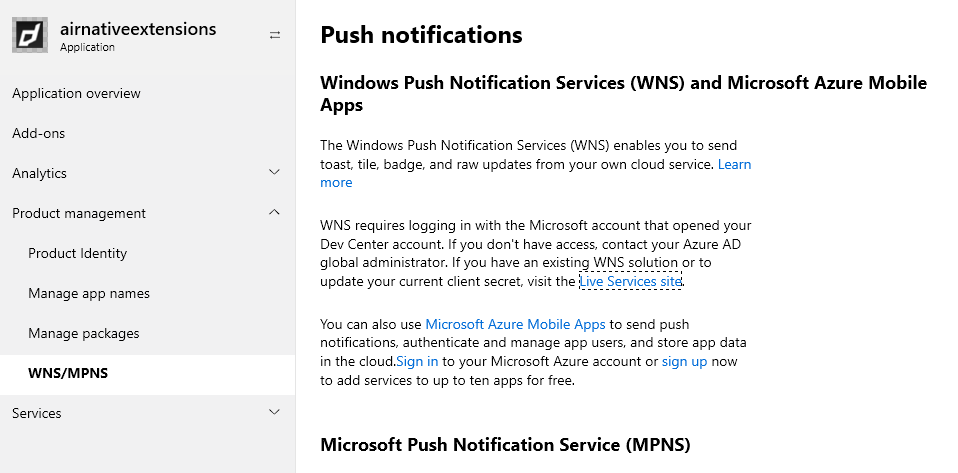 airnativeextensions
Application
Application overview
Add-ons
Analytics
Product management
Product Identity
Manage app names
Manage packages
WNS/MPNS
Services
Push notifications
Windows Push Notification Services (WNS) and Microsoft Azure Mobile
Apps
The Windows Push Notification Services (WNS) enables you to send
toast, tile, badge, and raw updates from your own cloud service. Learn
more
WNS requires logging in with the Microsoft account that opened your
Dev Center account. If you don't have access, contact your Azure AD
global administrator. If you have an existing WNS solution or to
update your current client secret, visit the Live Services site.
You can also use Microsoft Azure Mobile Apps to send push
notifications, authenticate and manage app users, and store app data
in the cloud.Sign in to your Microsoft Azure account or sign up now
to add services to up to ten apps for free.
Microsoft Push Notification Service (MPNS)